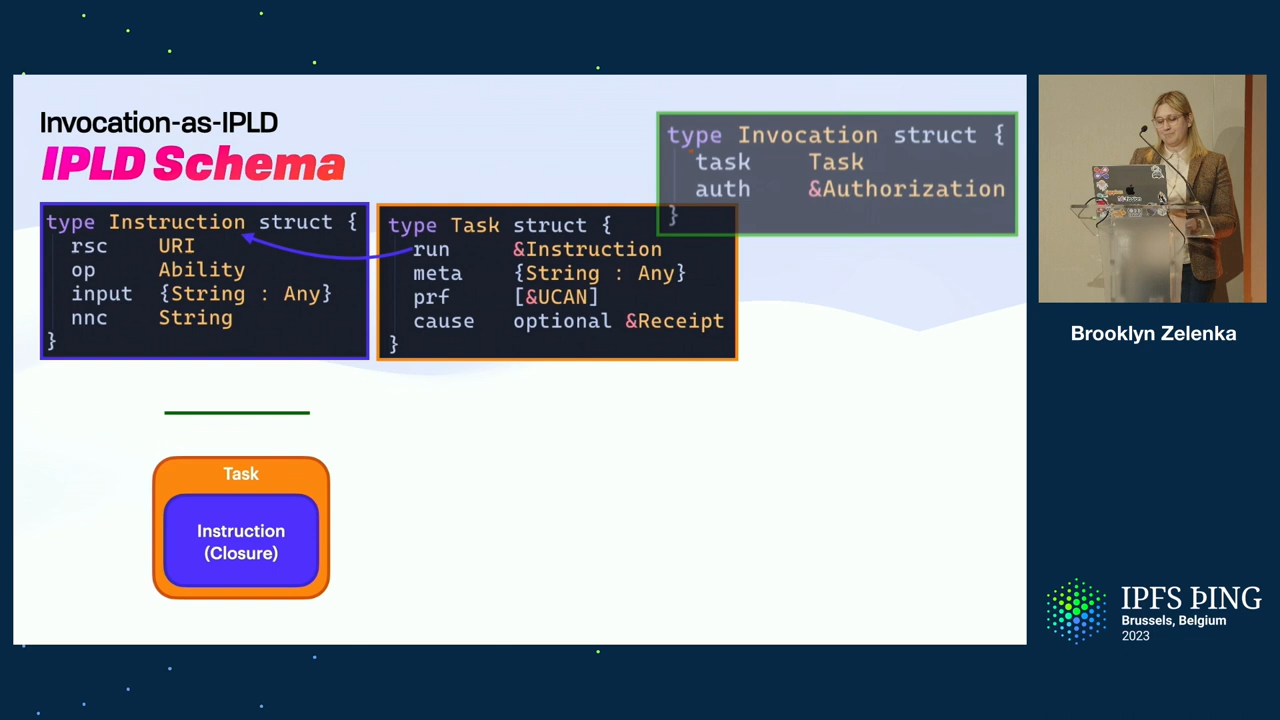 Invocation-as-IPLD
IPLD Schema
type Instruction struct {
rsc URI
op Ability
input {String : Any}
nnc String
}
type Task struct {
run &Instruction
meta {String : Any}
prf [&UCAN]
cause optional &Receipt
}
type Invocation struct {
task Task
auth &Authorization
}
Task
Instruction
(Closure)
Brooklyn Zelenka
IPFS ÞING
Brussels, Belgium
2023